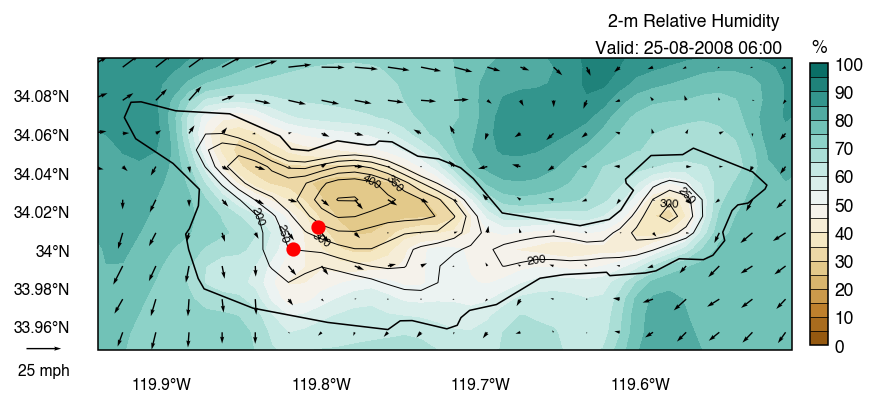 2-m Relative Humidity
Valid: 25-08-2008 06:00
%
100
90
80
70
60
50
40
30
20
10
0
34.08°N
34.06°N
34.04°N
34.02°N
34°N
33.98°N
33.96°N
400
350
200
250
300
200
250
300
25 mph
119.9°W
119.8°W
119.7°W
119.6°W